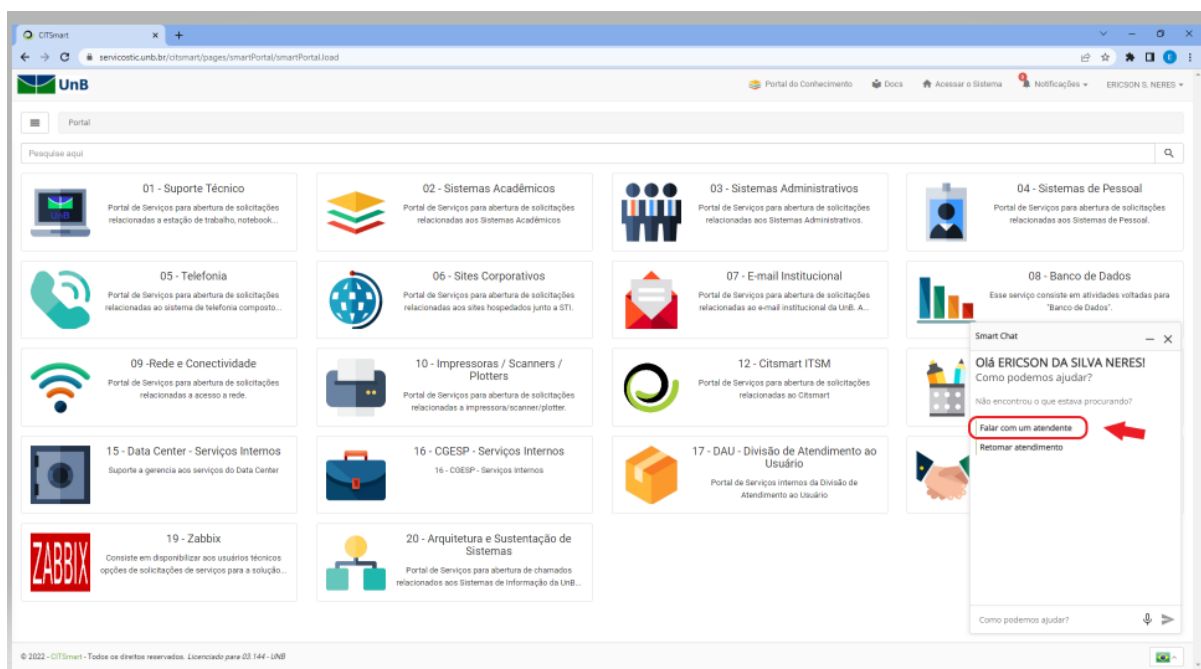 CITSmart
servicostic.unb.br/citsmart/pages/smartPortal/smartPortal.load
UnB
Portal do Conhecimento
Docs
Acessar o Sistema
Notificações
ERICSON S. NERES
Portal
Pesquise aqui
01 - Suporte Técnico
Portal de Serviços para abertura de solicitações
relacionadas a estação de trabalho, notebook...
UnB
02 - Sistemas Acadêmicos
Portal de Serviços para abertura de solicitações
relacionadas aos Sistemas Acadêmicos
03 - Sistemas Administrativos
Portal de Serviços para abertura de solicitações
relacionadas aos Sistemas Administrativos.
04 - Sistemas de Pessoal
Portal de Serviços para abertura de solicitações
relacionadas aos Sistemas de Pessoal.
05 - Telefonia
Portal de Serviços para abertura de solicitações
relacionadas ao sistema de telefonia composto...
06 - Sites Corporativos
Portal de Serviços para abertura de solicitações
relacionadas aos sites hospedados junto a STI.
07 - E-mail Institucional
Portal de Serviços para abertura de solicitações
relacionadas ao e-mail institucional da UnB. A...
08 - Banco de Dados
Esse serviço consiste em atividades voltadas para
"Banco de Dados".
09 -Rede e Conectividade
Portal de Serviços para abertura de solicitações
relacionadas a acesso a rede.
10 - Impressoras / Scanners /
Plotters
Portal de Serviços para abertura de solicitações
relacionadas a impressora/scanner/plotter.
12 - Citsmart ITSM
Portal de Serviços para abertura de solicitações
relacionadas ao Citsmart
15 - Data Center - Serviços Internos
Suporte a gerencia aos serviços do Data Center
16 - CGESP - Serviços Internos
16 - CGESP - Serviços Internos
17 - DAU - Divisão de Atendimento ao
Usuário
Portal de Serviços internos da Divisão de
Atendimento ao Usuário
19 - Zabbix
Consiste em disponibilizar aos usuários técnicos
opções de solicitações de serviços para a solução...
ZABBIX
20 - Arquitetura e Sustentação de
Sistemas
Portal de Serviços para abertura de chamados
relacionados aos Sistemas de Informação da UnB...
Smart Chat
Olá ERICSON DA SILVA NERES!
Como podemos ajudar?
Não encontrou o que estava procurando?
Falar com um atendente
Retomar atendimento
Como podemos ajudar?
© 2022 - CITSmart - Todos os direitos reservados. Licenciado para 03.144 - UNB